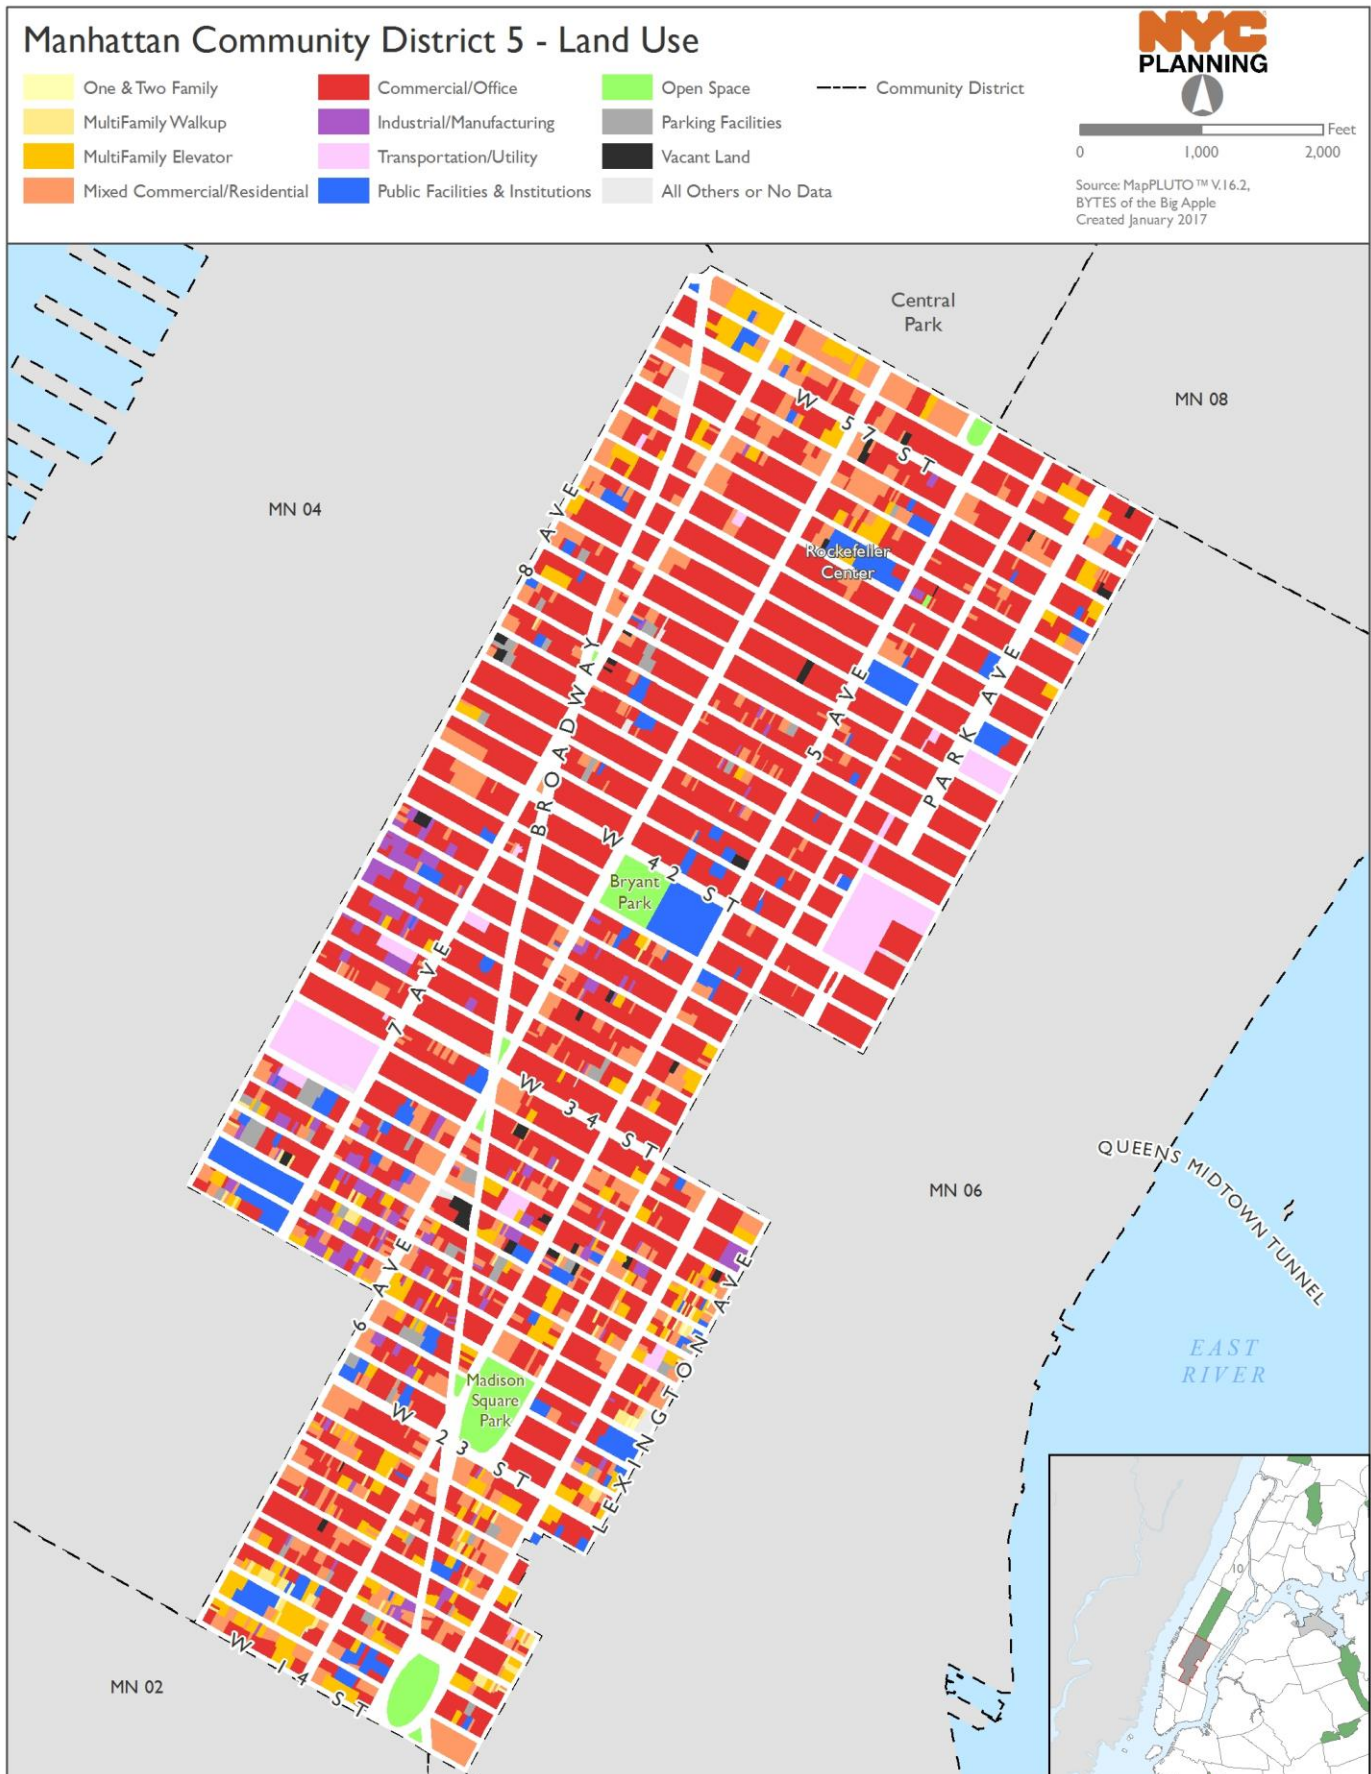 Manhattan Community District 5 - Land Use
One & Two Family
MultiFamily Walkup
MultiFamily Elevator
Mixed Commercial/Residential
Commercial/Office
Industrial/Manufacturing
Transportation/Utility
Public Facilities & Institutions
Open Space
Parking Facilities
Vacant Land
All Others or No Data
Community District
NYC
PLANNING
Feet
0 1,000 2,000
Source: MapPLUTO™ V.16.2,
BYTES of the Big Apple
Created January 2017
Central
Park
MN 08
W 57 ST
MN 04
8 AVE
Rockefeller
Center
BROADWAY
5 AVE
PARK AVE
W 42 ST
Bryant
Park
7 AVE
W 34 ST
QUEENS MIDTOWN TUNNEL
MN 06
6 AVE
LEXINGTON AVE
EAST
RIVER
Madison
Square
Park
W 23 ST
W 14 ST
MN 02
10